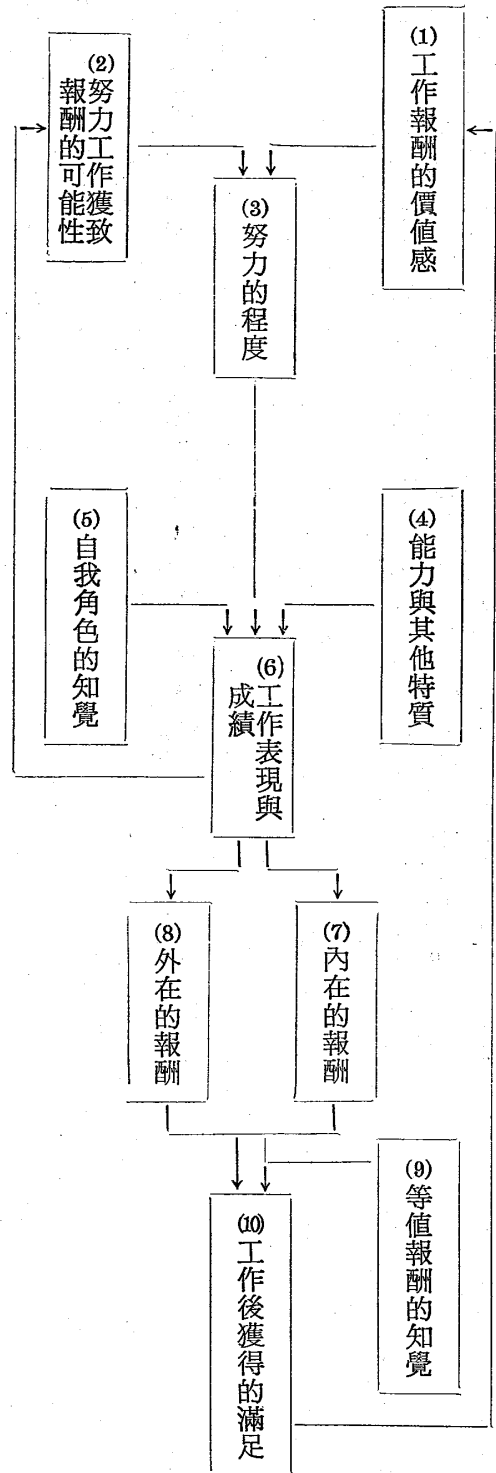 (1)工作報酬的價值感
(2)努力工作獲致
報酬的可能性
(3)努力的程度
(4)能力與其他特質
(5)自我角色的知覺
(6)工作表現與
成績
(7)內在的報酬
(8)外在的報酬
(9)等值報酬的知覺
(10)工作後獲得的滿足